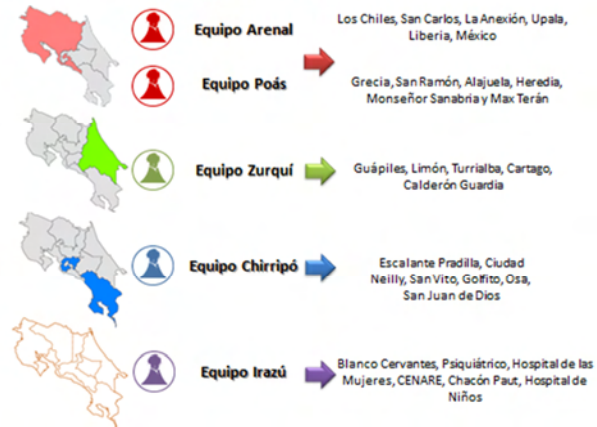 Equipo Arenal
Los Chiles, San Carlos, La Anexión, Upala,
Liberia, México
Equipo Poás
Grecia, San Ramón, Alajuela, Heredia,
Monseñor Sanabria y Max Terán
Equipo Zurquí
Guápiles, Limón, Turrialba, Cartago,
Calderón Guardia
Equipo Chirripó
Escalante Pradilla, Ciudad
Neilly, San Vito, Golfito, Osa,
San Juan de Dios
Equipo Irazú
Blanco Cervantes, Psiquiátrico, Hospital de las
Mujeres, CENARE, Chacón Paut, Hospital de
Niños